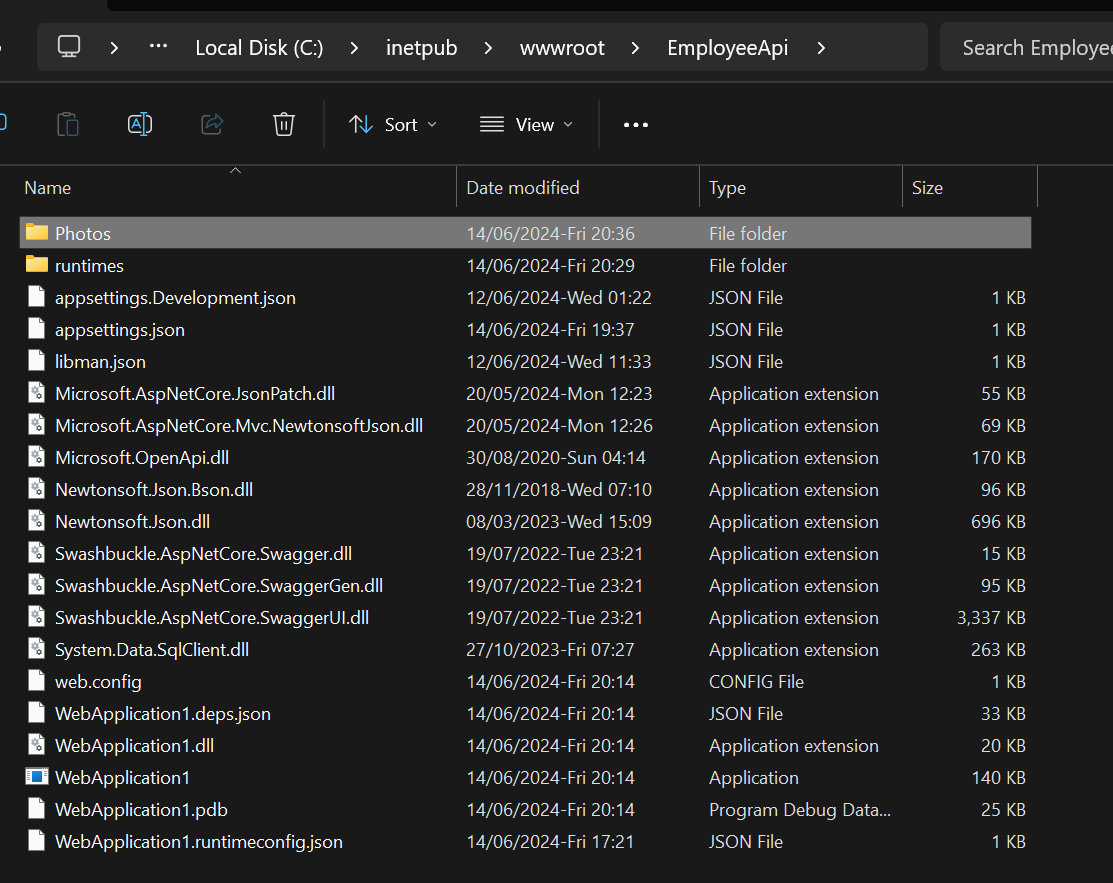 Local Disk (C:) inetpub wwwroot EmployeeApi Search Employee
Sort View
Name Date modified Type Size
Photos 14/06/2024-Fri 20:36 File folder
runtimes 14/06/2024-Fri 20:29 File folder
appsettings.Development.json 12/06/2024-Wed 01:22 JSON File 1 KB
appsettings.json 14/06/2024-Fri 19:37 JSON File 1 KB
libman.json 12/06/2024-Wed 11:33 JSON File 1 KB
Microsoft.AspNetCore.JsonPatch.dll 20/05/2024-Mon 12:23 Application extension 55 KB
Microsoft.AspNetCore.Mvc.NewtonsoftJson.dll 20/05/2024-Mon 12:26 Application extension 69 KB
Microsoft.OpenApi.dll 30/08/2020-Sun 04:14 Application extension 170 KB
Newtonsoft.Json.Bson.dll 28/11/2018-Wed 07:10 Application extension 96 KB
Newtonsoft.Json.dll 08/03/2023-Wed 15:09 Application extension 696 KB
Swashbuckle.AspNetCore.Swagger.dll 19/07/2022-Tue 23:21 Application extension 15 KB
Swashbuckle.AspNetCore.SwaggerGen.dll 19/07/2022-Tue 23:21 Application extension 95 KB
Swashbuckle.AspNetCore.SwaggerUI.dll 19/07/2022-Tue 23:21 Application extension 3,337 KB
System.Data.SqlClient.dll 27/10/2023-Fri 07:27 Application extension 263 KB
web.config 14/06/2024-Fri 20:14 CONFIG File 1 KB
WebApplication1.deps.json 14/06/2024-Fri 20:14 JSON File 33 KB
WebApplication1.dll 14/06/2024-Fri 20:14 Application extension 20 KB
WebApplication1 14/06/2024-Fri 20:14 Application 140 KB
WebApplication1.pdb 14/06/2024-Fri 20:14 Program Debug Data... 25 KB
WebApplication1.runtimeconfig.json 14/06/2024-Fri 17:21 JSON File 1 KB